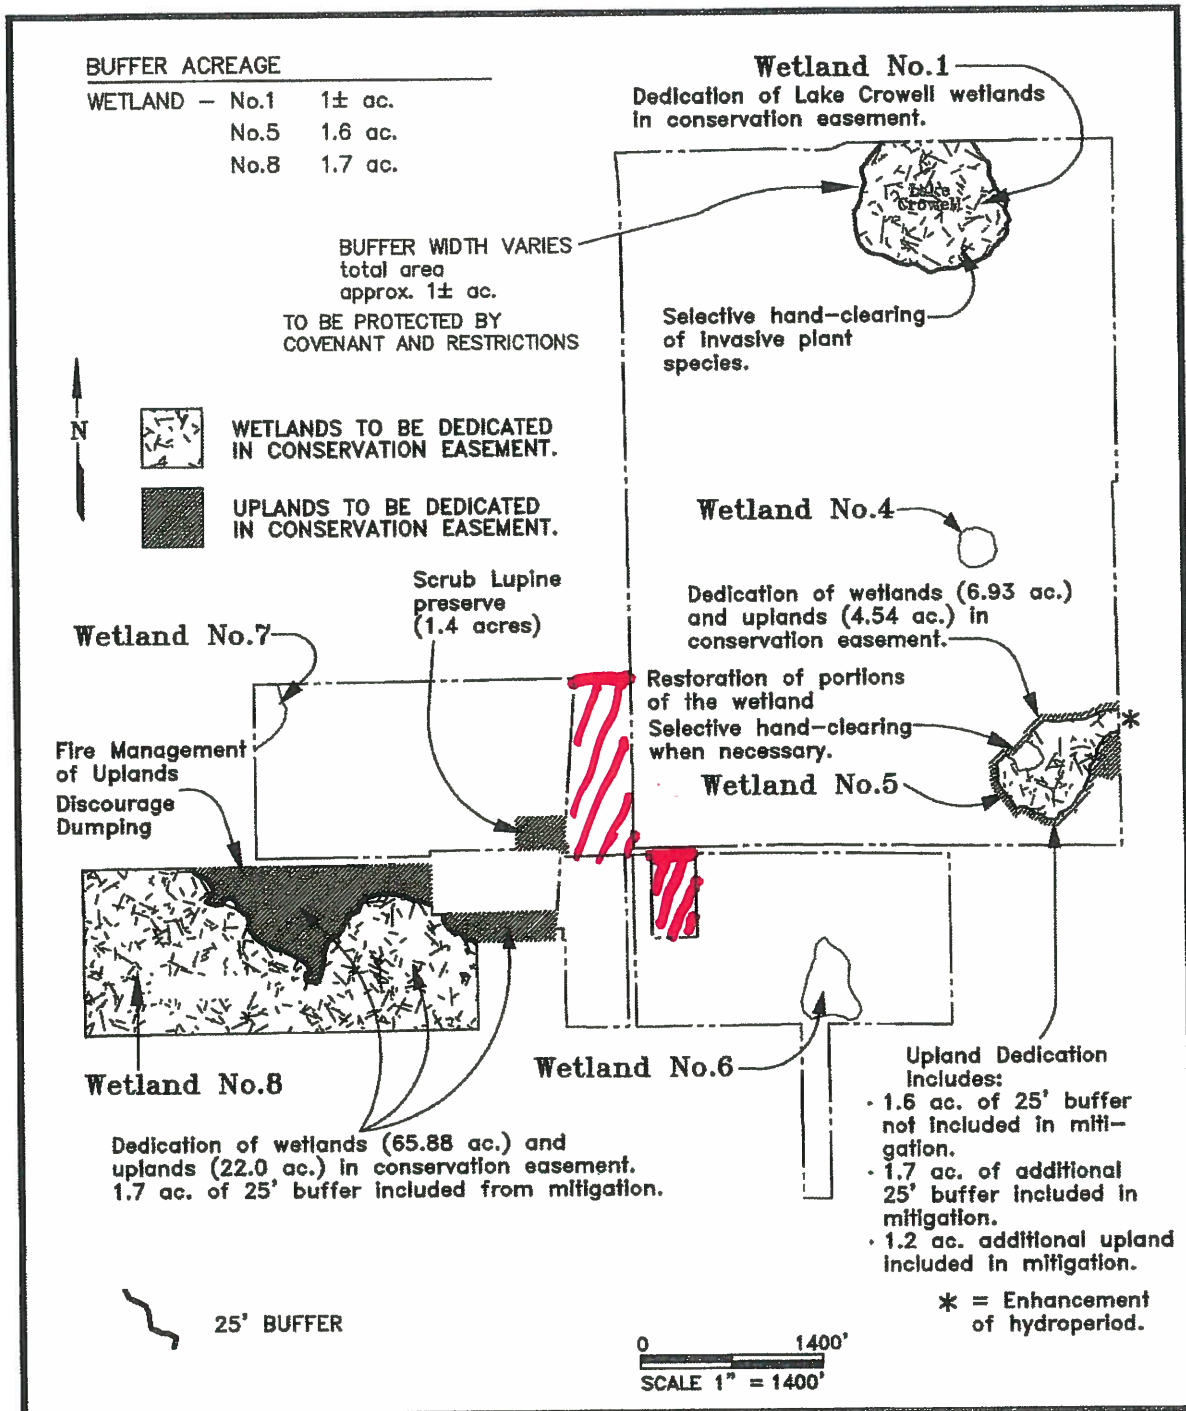 BUFFER ACREAGE
WETLAND – No.1 1± ac.
No.5 1.6 ac.
No.8 1.7 ac.
Wetland No.1
Dedication of Lake Crowell wetlands
in conservation easement.
Lake
Crowell
BUFFER WIDTH VARIES
total area
approx. 1± ac.
TO BE PROTECTED BY
COVENANT AND RESTRICTIONS
Selective hand–clearing
of invasive plant
species.
N
WETLANDS TO BE DEDICATED
IN CONSERVATION EASEMENT.
UPLANDS TO BE DEDICATED
IN CONSERVATION EASEMENT.
Wetland No.4
Scrub Lupine
preserve
(1.4 acres)
Dedication of wetlands (6.93 ac.)
and uplands (4.54 ac.) in
conservation easement.
Wetland No.7
Restoration of portions
of the wetland
Selective hand–clearing
when necessary.
*
Wetland No.5
Fire Management
of Uplands
Discourage
Dumping
Wetland No.8
Wetland No.6
Dedication of wetlands (65.88 ac.) and
uplands (22.0 ac.) in conservation easement.
1.7 ac. of 25' buffer included from mitigation.
Upland Dedication
Includes:
· 1.6 ac. of 25' buffer
not included in miti–
gation.
· 1.7 ac. of additional
25' buffer included in
mitigation.
· 1.2 ac. additional upland
included in mitigation.
* = Enhancement
of hydroperiod.
25' BUFFER
0 1400'
SCALE 1" = 1400'